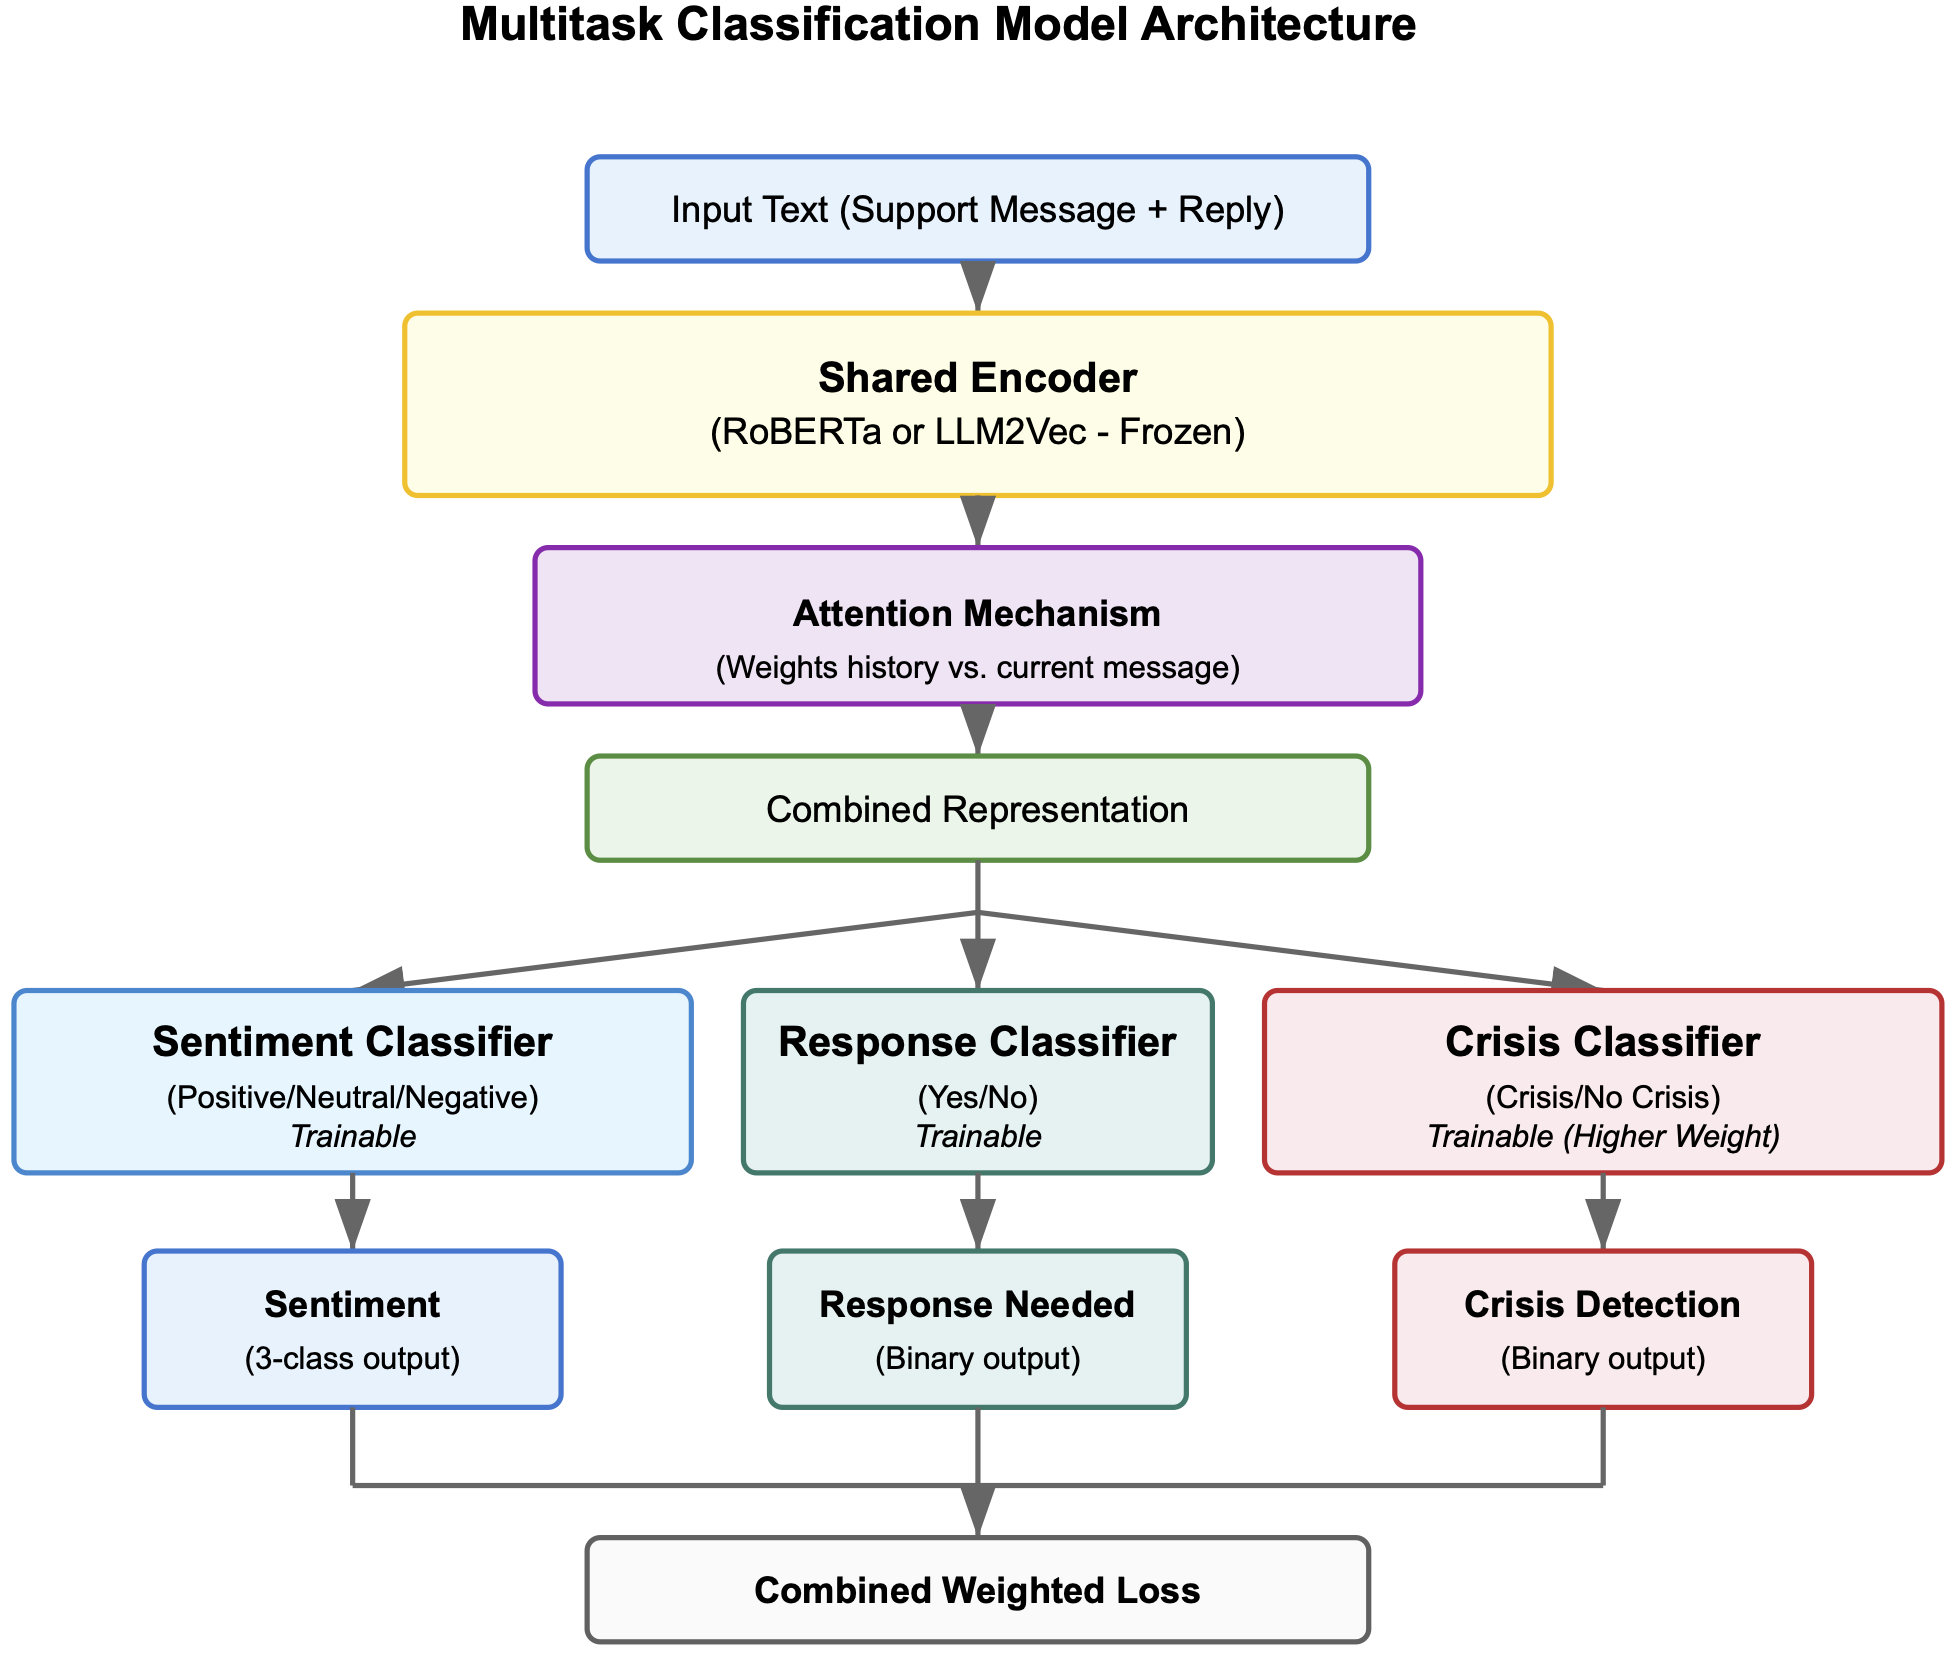 Multitask Classification Model Architecture
Input Text (Support Message + Reply)
Shared Encoder
(RoBERTa or LLM2Vec - Frozen)
Attention Mechanism
(Weights history vs. current message)
Combined Representation
Sentiment Classifier
(Positive/Neutral/Negative)
Trainable
Response Classifier
(Yes/No)
Trainable
Crisis Classifier
(Crisis/No Crisis)
Trainable (Higher Weight)
Sentiment
(3-class output)
Response Needed
(Binary output)
Crisis Detection
(Binary output)
Combined Weighted Loss